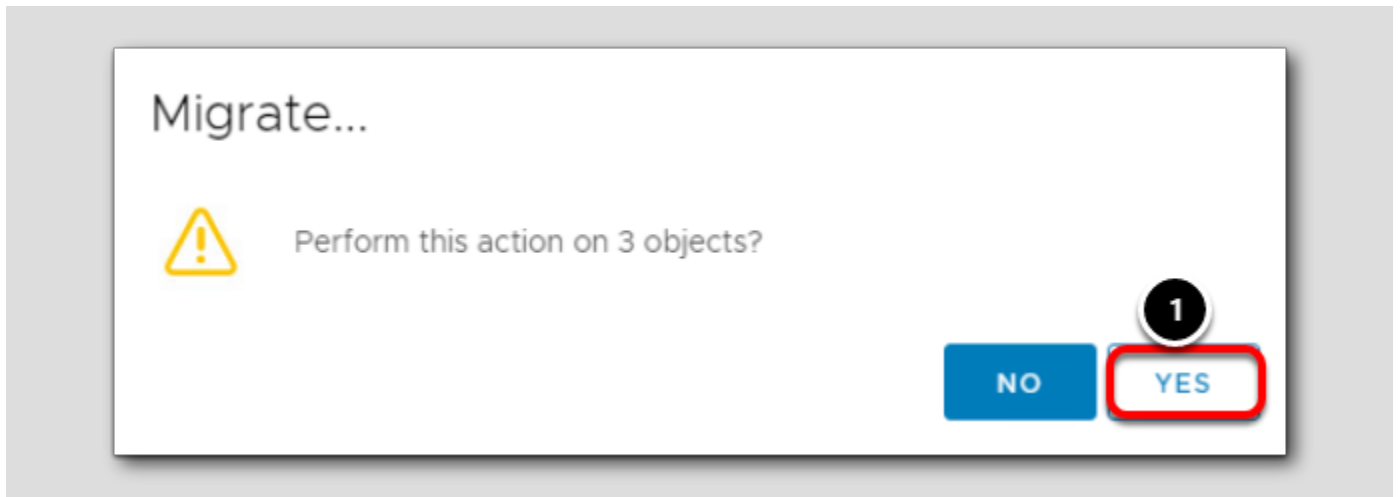 Migrate...
Perform this action on 3 objects?
1
NO YES